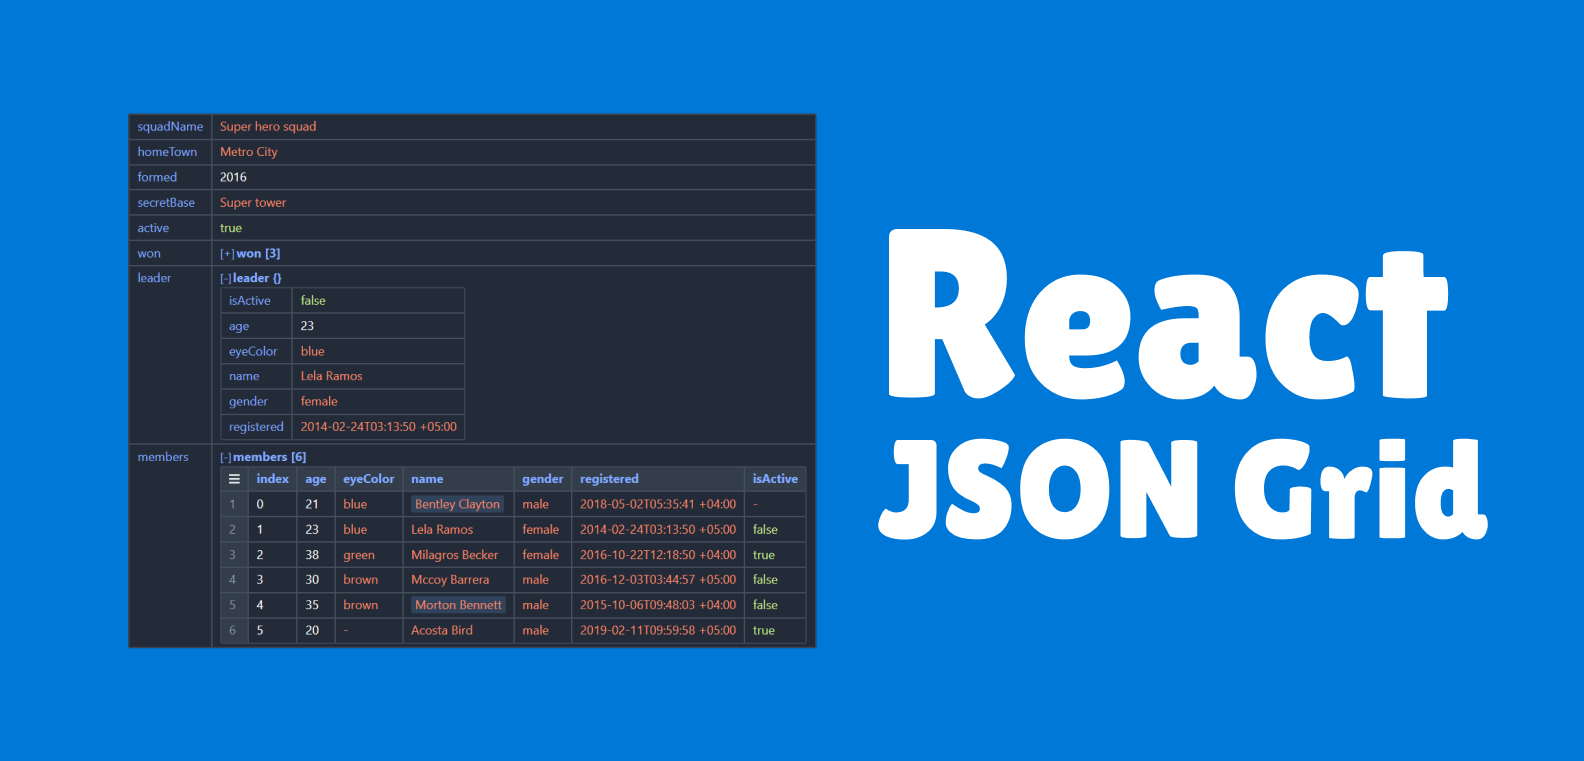 squadName Super hero squad
homeTown Metro City
formed 2016
secretBase Super tower
active true
won [+] won [3]
leader [-] leader {}
isActive false
age 23
eyeColor blue
name Lela Ramos
gender female
registered 2014-02-24T03:13:50 +05:00
members [-] members [6]
index age eyeColor name gender registered isActive
1 0 21 blue Bentley Clayton male 2018-05-02T05:35:41 +04:00 -
2 1 23 blue Lela Ramos female 2014-02-24T03:13:50 +05:00 false
3 2 38 green Milagros Becker female 2016-10-22T12:18:50 +04:00 true
4 3 30 brown Mccoy Barrera male 2016-12-03T03:44:57 +05:00 false
5 4 35 brown Morton Bennett male 2015-10-06T09:48:03 +04:00 false
6 5 20 - Acosta Bird male 2019-02-11T09:59:58 +05:00 true
React
JSON Grid